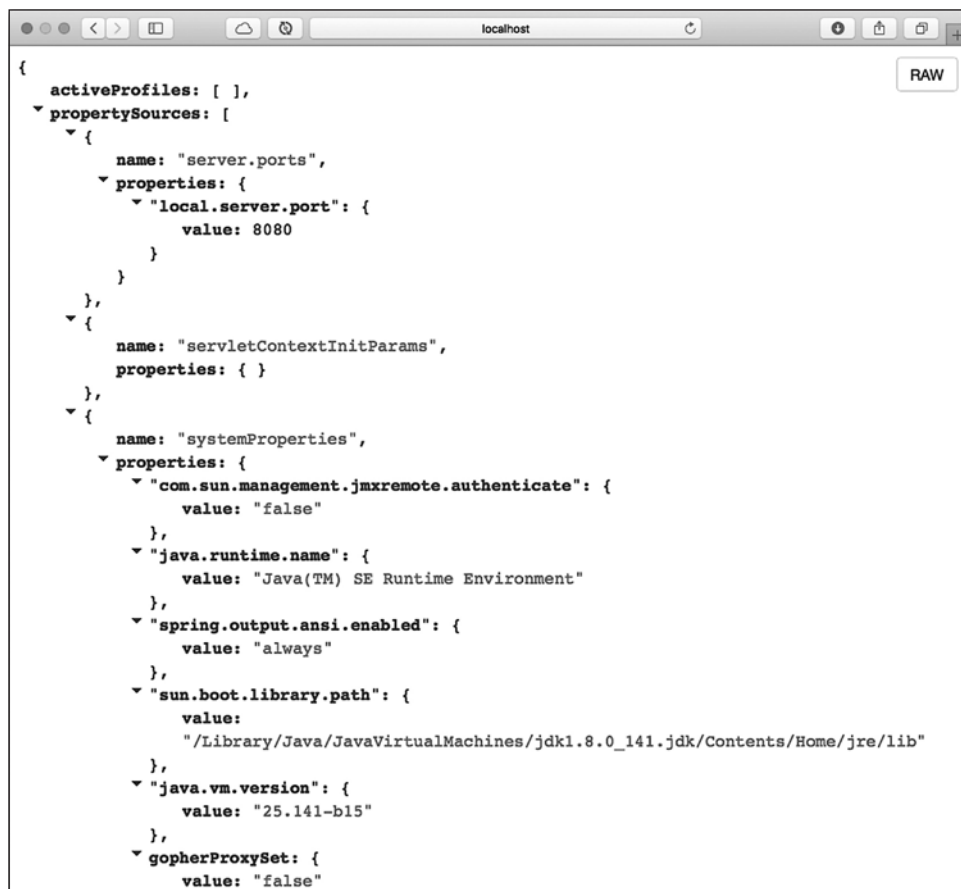 localhost
RAW
{
activeProfiles: [ ],
propertySources: [
{
name: "server.ports",
properties: {
"local.server.port": {
value: 8080
}
}
},
{
name: "servletContextInitParams",
properties: { }
},
{
name: "systemProperties",
properties: {
"com.sun.management.jmxremote.authenticate": {
value: "false"
},
"java.runtime.name": {
value: "Java(TM) SE Runtime Environment"
},
"spring.output.ansi.enabled": {
value: "always"
},
"sun.boot.library.path": {
value:
"/Library/Java/JavaVirtualMachines/jdk1.8.0_141.jdk/Contents/Home/jre/lib"
},
"java.vm.version": {
value: "25.141-b15"
},
gopherProxySet: {
value: "false"